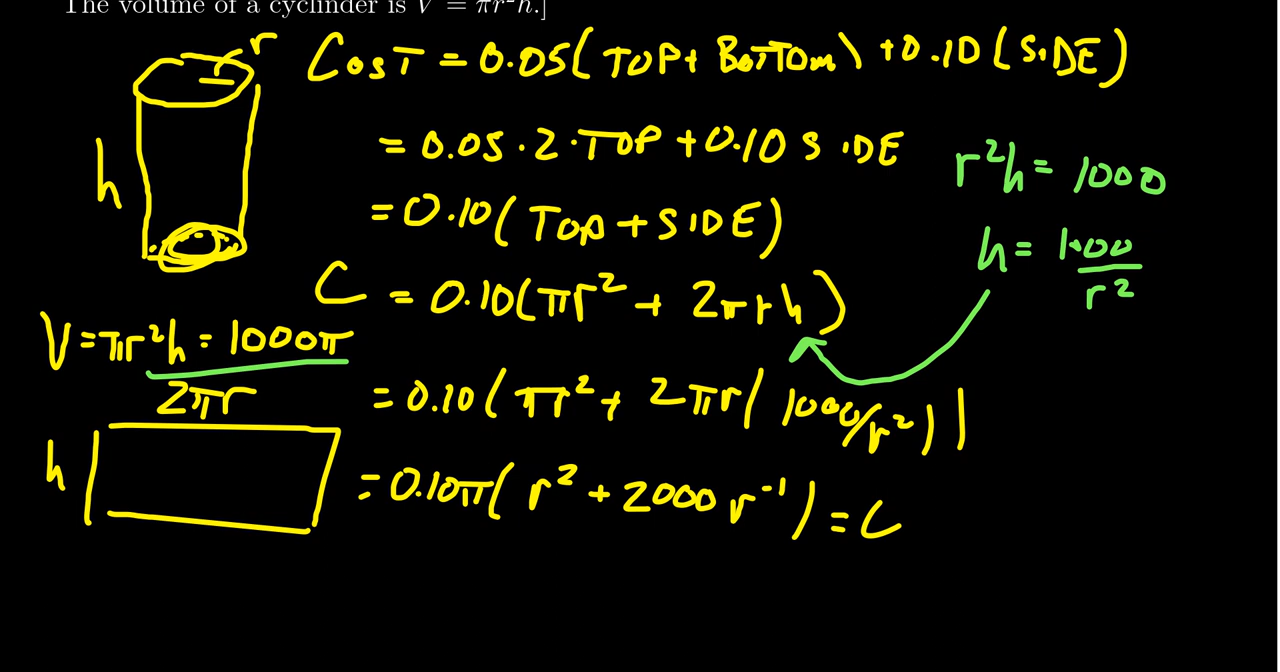 The volume of a cylinder is V = πr²h.]
r
Cost = 0.05(TOP + BOTTOM) + 0.10(SIDE)
h
= 0.05 · 2 · TOP + 0.10 SIDE
r²h = 1000
= 0.10(TOP + SIDE)
h = 1000/r²
C = 0.10(πr² + 2πrh)
V = πr²h = 1000π
2πr
= 0.10(πr² + 2πr(1000/r²))
h
= 0.10π(r² + 2000r⁻¹) = C